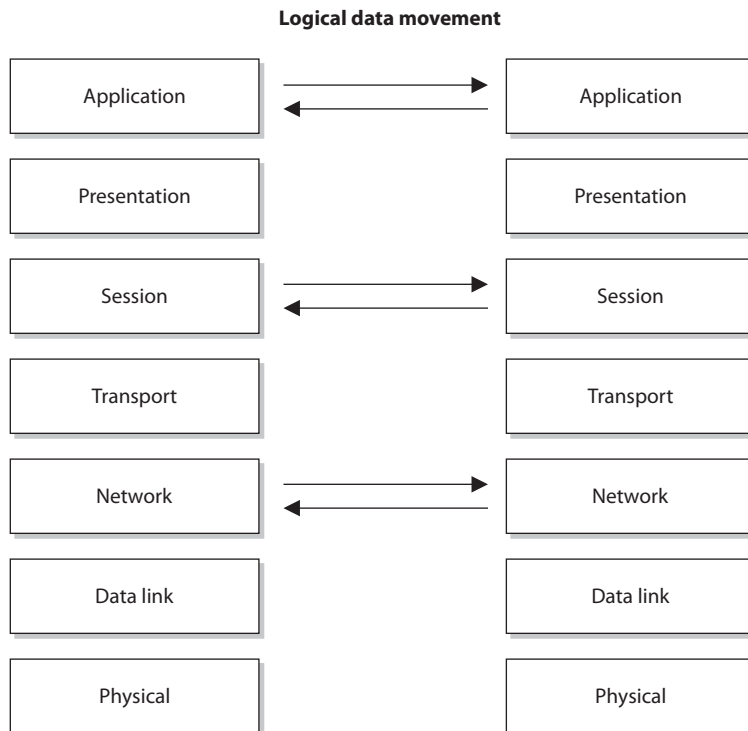 Logical data movement
Application
Application
Presentation
Presentation
Session
Session
Transport
Transport
Network
Network
Data link
Data link
Physical
Physical